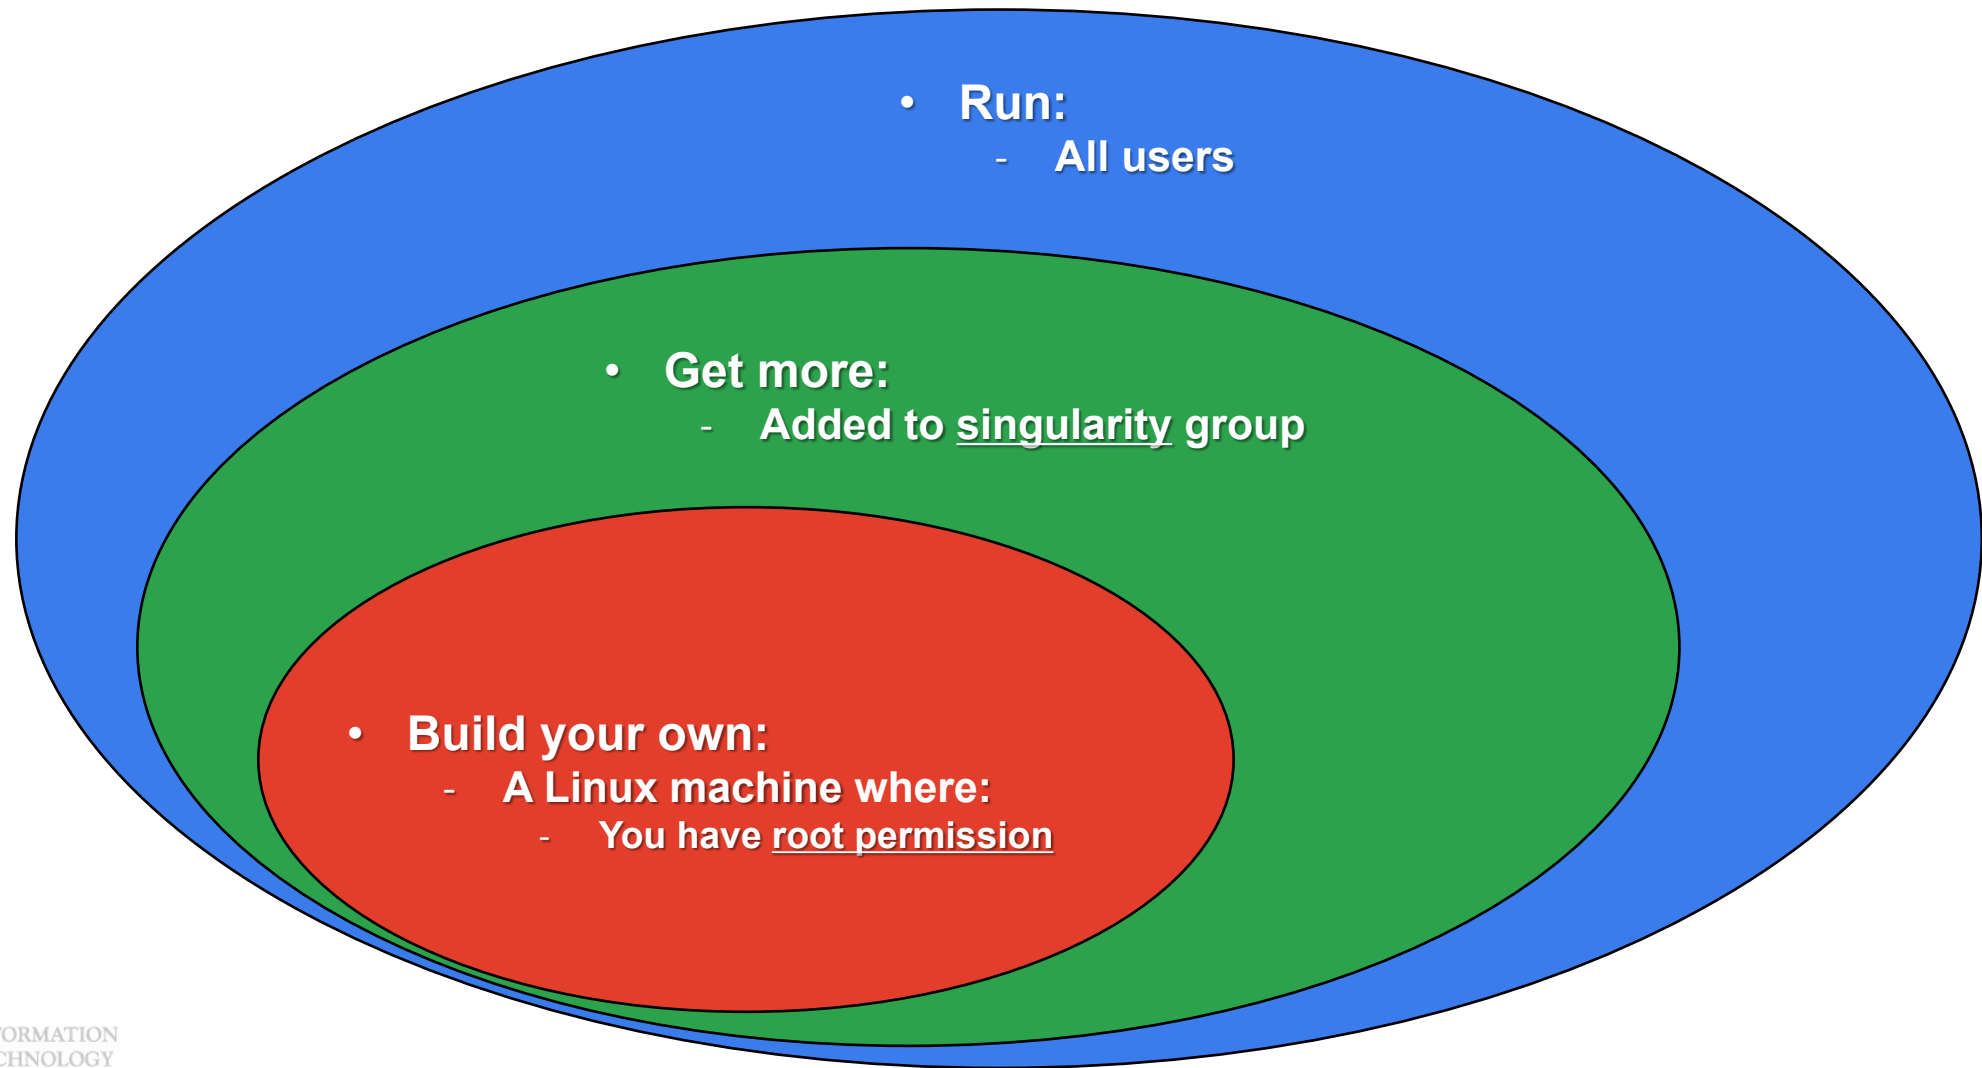 • Run:
- All users
• Get more:
- Added to singularity group
• Build your own:
- A Linux machine where:
- You have root permission
FORMATION
CHNOLOGY